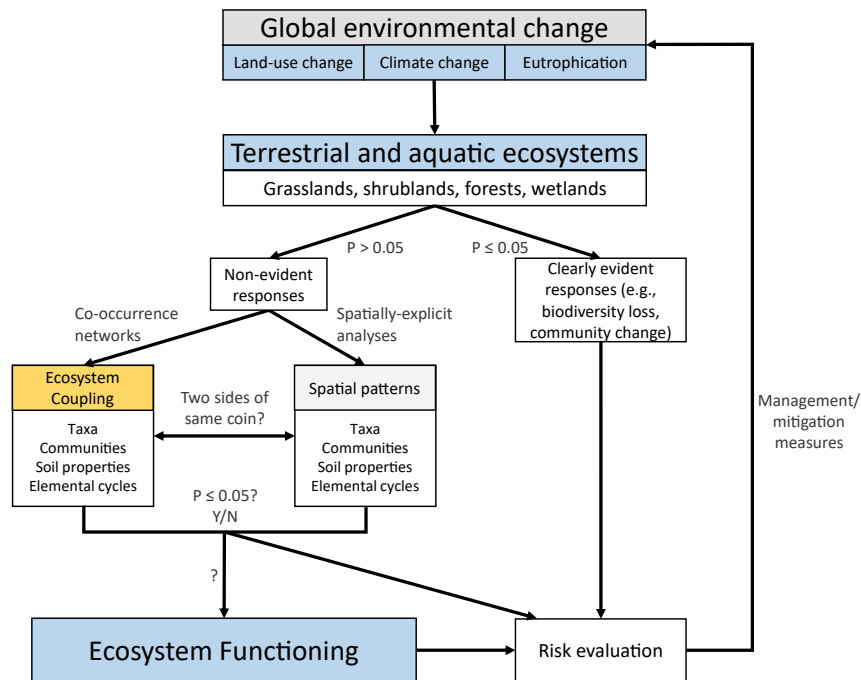 Global environmental change
Land-use change
Climate change
Eutrophication
Terrestrial and aquatic ecosystems
Grasslands, shrublands, forests, wetlands
P > 0.05
P ≤ 0.05
Non-evident
responses
Clearly evident
responses (e.g.,
biodiversity loss,
community change)
Co-occurrence
networks
Spatially-explicit
analyses
Ecosystem
Coupling
Taxa
Communities
Soil properties
Elemental cycles
Two sides of
same coin?
Spatial patterns
Taxa
Communities
Soil properties
Elemental cycles
Management/
mitigation
measures
P ≤ 0.05?
Y/N
?
Ecosystem Functioning
Risk evaluation